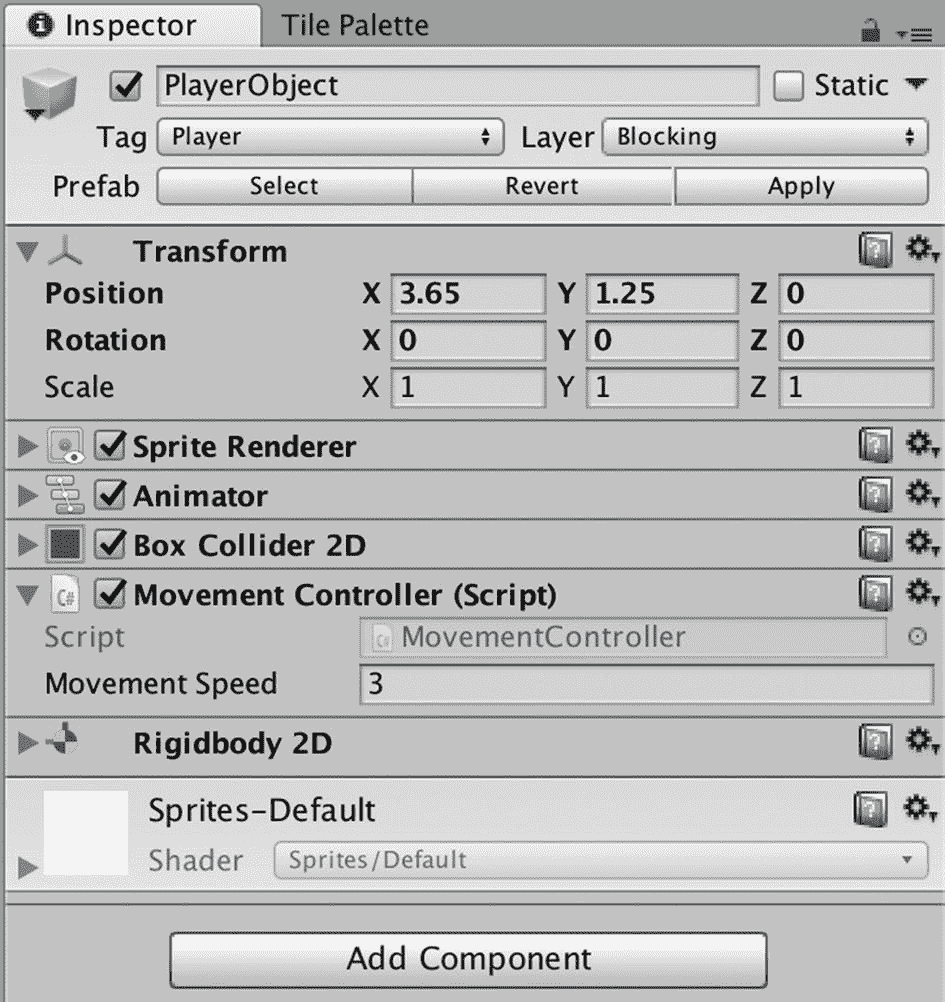 Inspector Tile Palette
PlayerObject Static
Tag Player Layer Blocking
Prefab Select Revert Apply
Transform
Position X 3.65 Y 1.25 Z 0
Rotation X 0 Y 0 Z 0
Scale X 1 Y 1 Z 1
Sprite Renderer
Animator
Box Collider 2D
C# Movement Controller (Script)
Script C# MovementController
Movement Speed 3
Rigidbody 2D
Sprites-Default
Shader Sprites/Default
Add Component